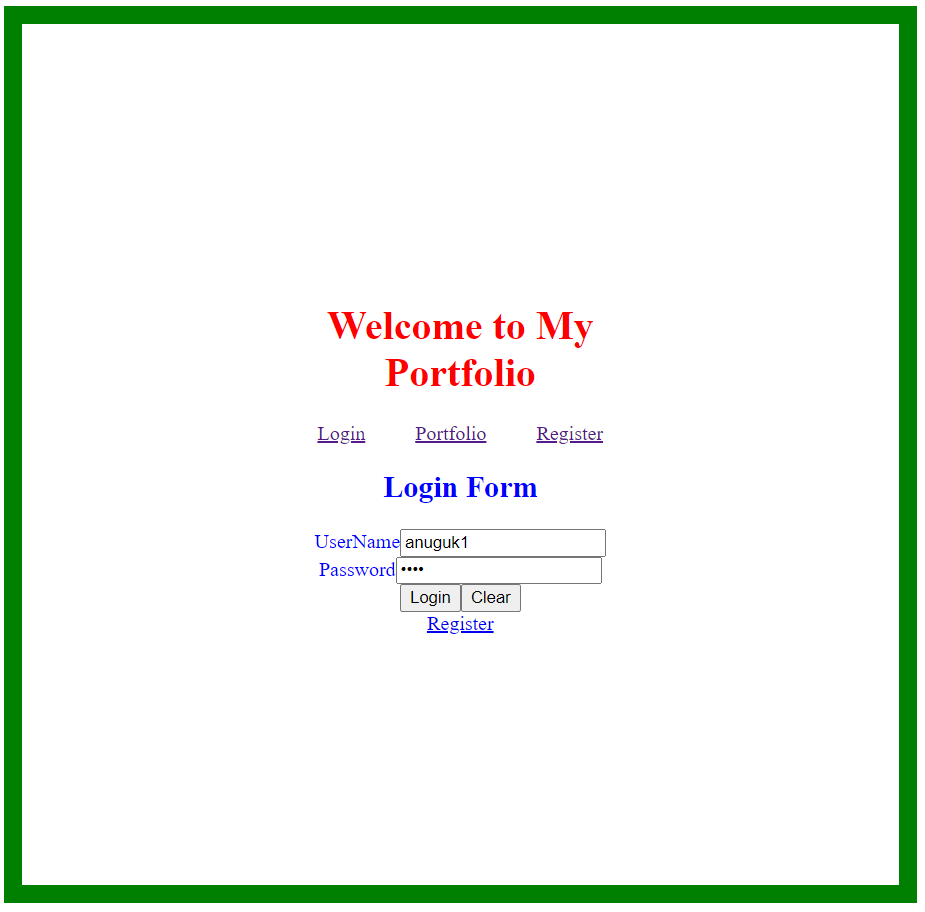 Welcome to My
Portfolio
Login Portfolio Register
Login Form
UserName anuguk1
Password ••••
Login Clear
Register